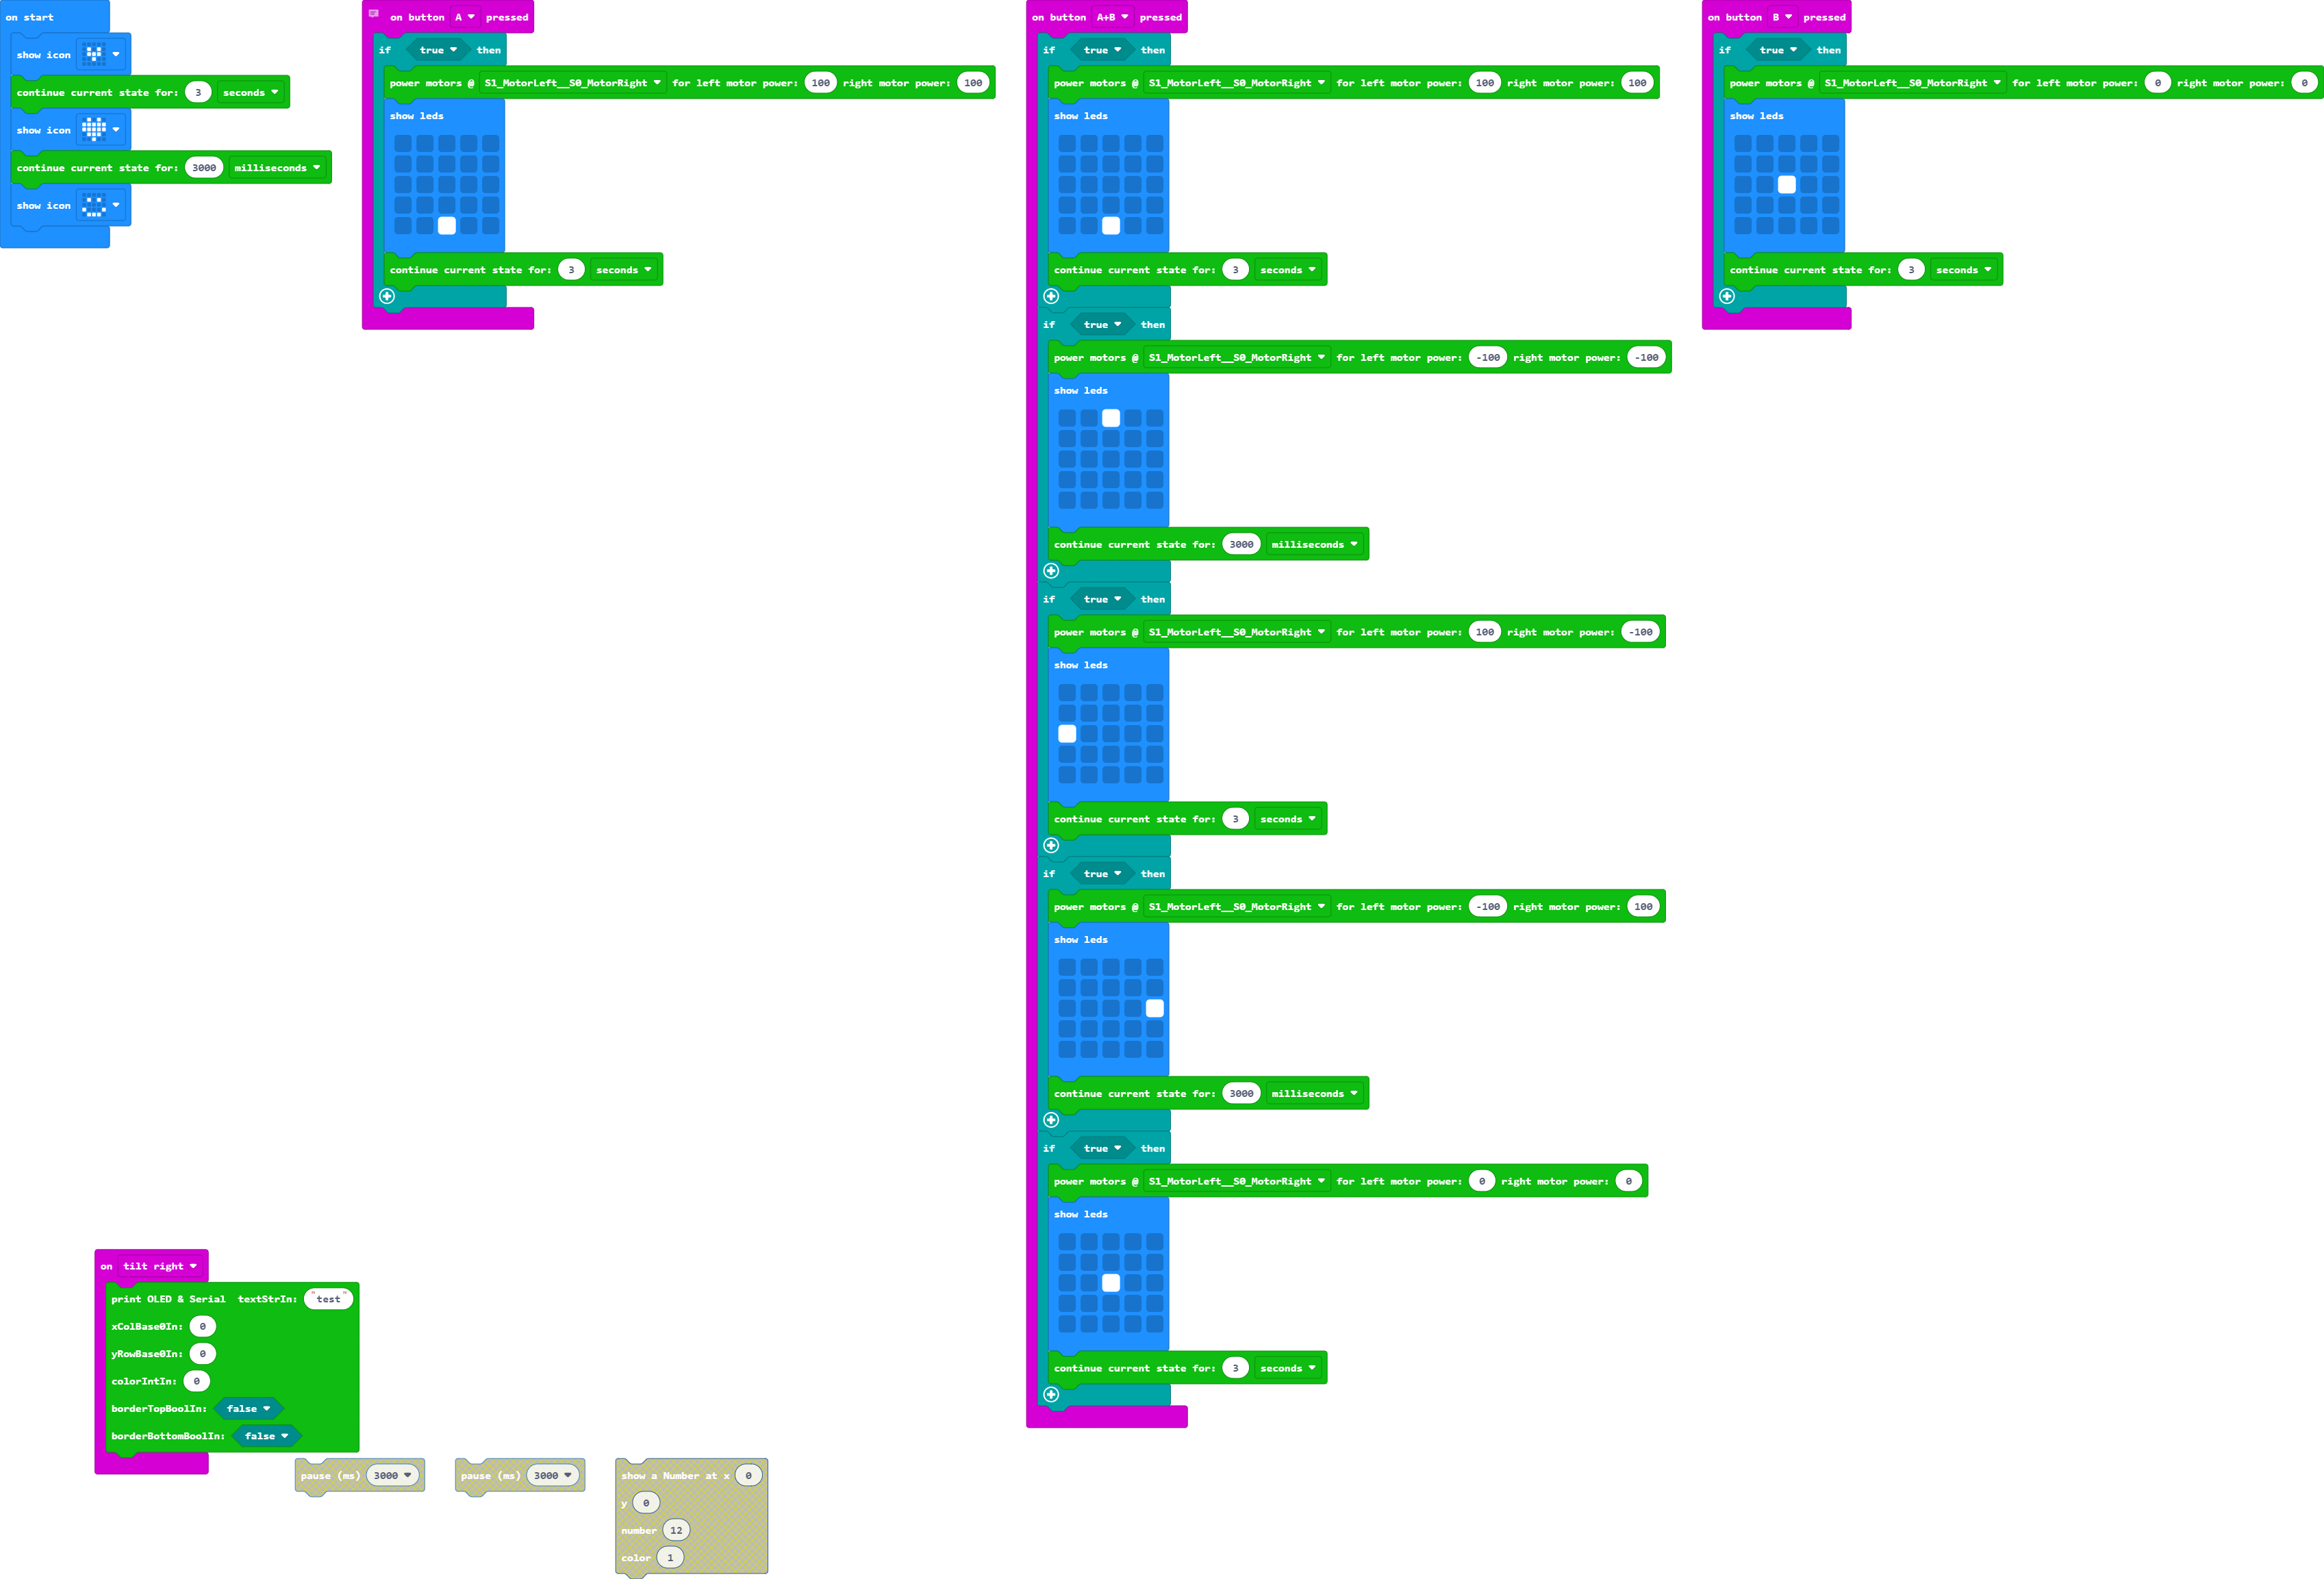 on start
show icon
continue current state for: 3 seconds
show icon
continue current state for: 3000 milliseconds
show icon
on button A pressed
if true then
power motors @ S1_MotorLeft__S0_MotorRight for left motor power: 100 right motor power: 100
show leds
continue current state for: 3 seconds
on button A+B pressed
if true then
power motors @ S1_MotorLeft__S0_MotorRight for left motor power: 100 right motor power: 100
show leds
continue current state for: 3 seconds
if true then
power motors @ S1_MotorLeft__S0_MotorRight for left motor power: -100 right motor power: -100
show leds
continue current state for: 3000 milliseconds
if true then
power motors @ S1_MotorLeft__S0_MotorRight for left motor power: 100 right motor power: -100
show leds
continue current state for: 3 seconds
if true then
power motors @ S1_MotorLeft__S0_MotorRight for left motor power: -100 right motor power: 100
show leds
continue current state for: 3000 milliseconds
if true then
power motors @ S1_MotorLeft__S0_MotorRight for left motor power: 0 right motor power: 0
show leds
continue current state for: 3 seconds
on button B pressed
if true then
power motors @ S1_MotorLeft__S0_MotorRight for left motor power: 0 right motor power: 0
show leds
continue current state for: 3 seconds
on tilt right
print OLED & Serial textStrIn: "test"
xColBase0In: 0
yRowBase0In: 0
colorIntIn: 0
borderTopBoolIn: false
borderBottomBoolIn: false
pause (ms) 3000
pause (ms) 3000
show a Number at x 0
y 0
number 12
color 1